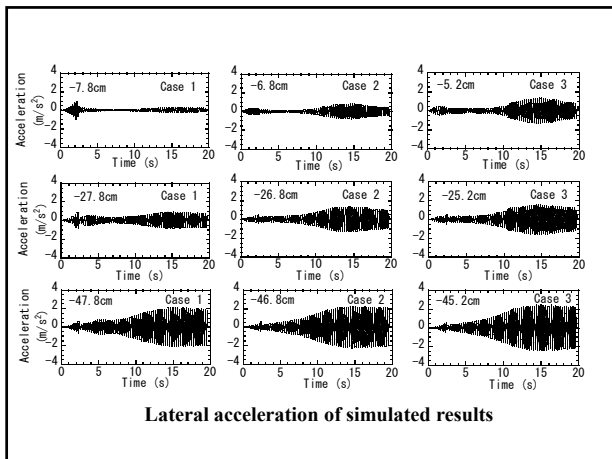 Acceleration (m/s²)
4 2 0 -2 -4
-7.8cm Case 1
0 5 10 15 20
Time (s)
4 2 0 -2 -4
-6.8cm Case 2
0 5 10 15 20
Time (s)
4 2 0 -2 -4
-5.2cm Case 3
0 5 10 15 20
Time (s)
Acceleration (m/s²)
4 2 0 -2 -4
-27.8cm Case 1
0 5 10 15 20
Time (s)
4 2 0 -2 -4
-26.8cm Case 2
0 5 10 15 20
Time (s)
4 2 0 -2 -4
-25.2cm Case 3
0 5 10 15 20
Time (s)
Acceleration (m/s²)
4 2 0 -2 -4
-47.8cm Case 1
0 5 10 15 20
Time (s)
4 2 0 -2 -4
-46.8cm Case 2
0 5 10 15 20
Time (s)
4 2 0 -2 -4
-45.2cm Case 3
0 5 10 15 20
Time (s)
Lateral acceleration of simulated results